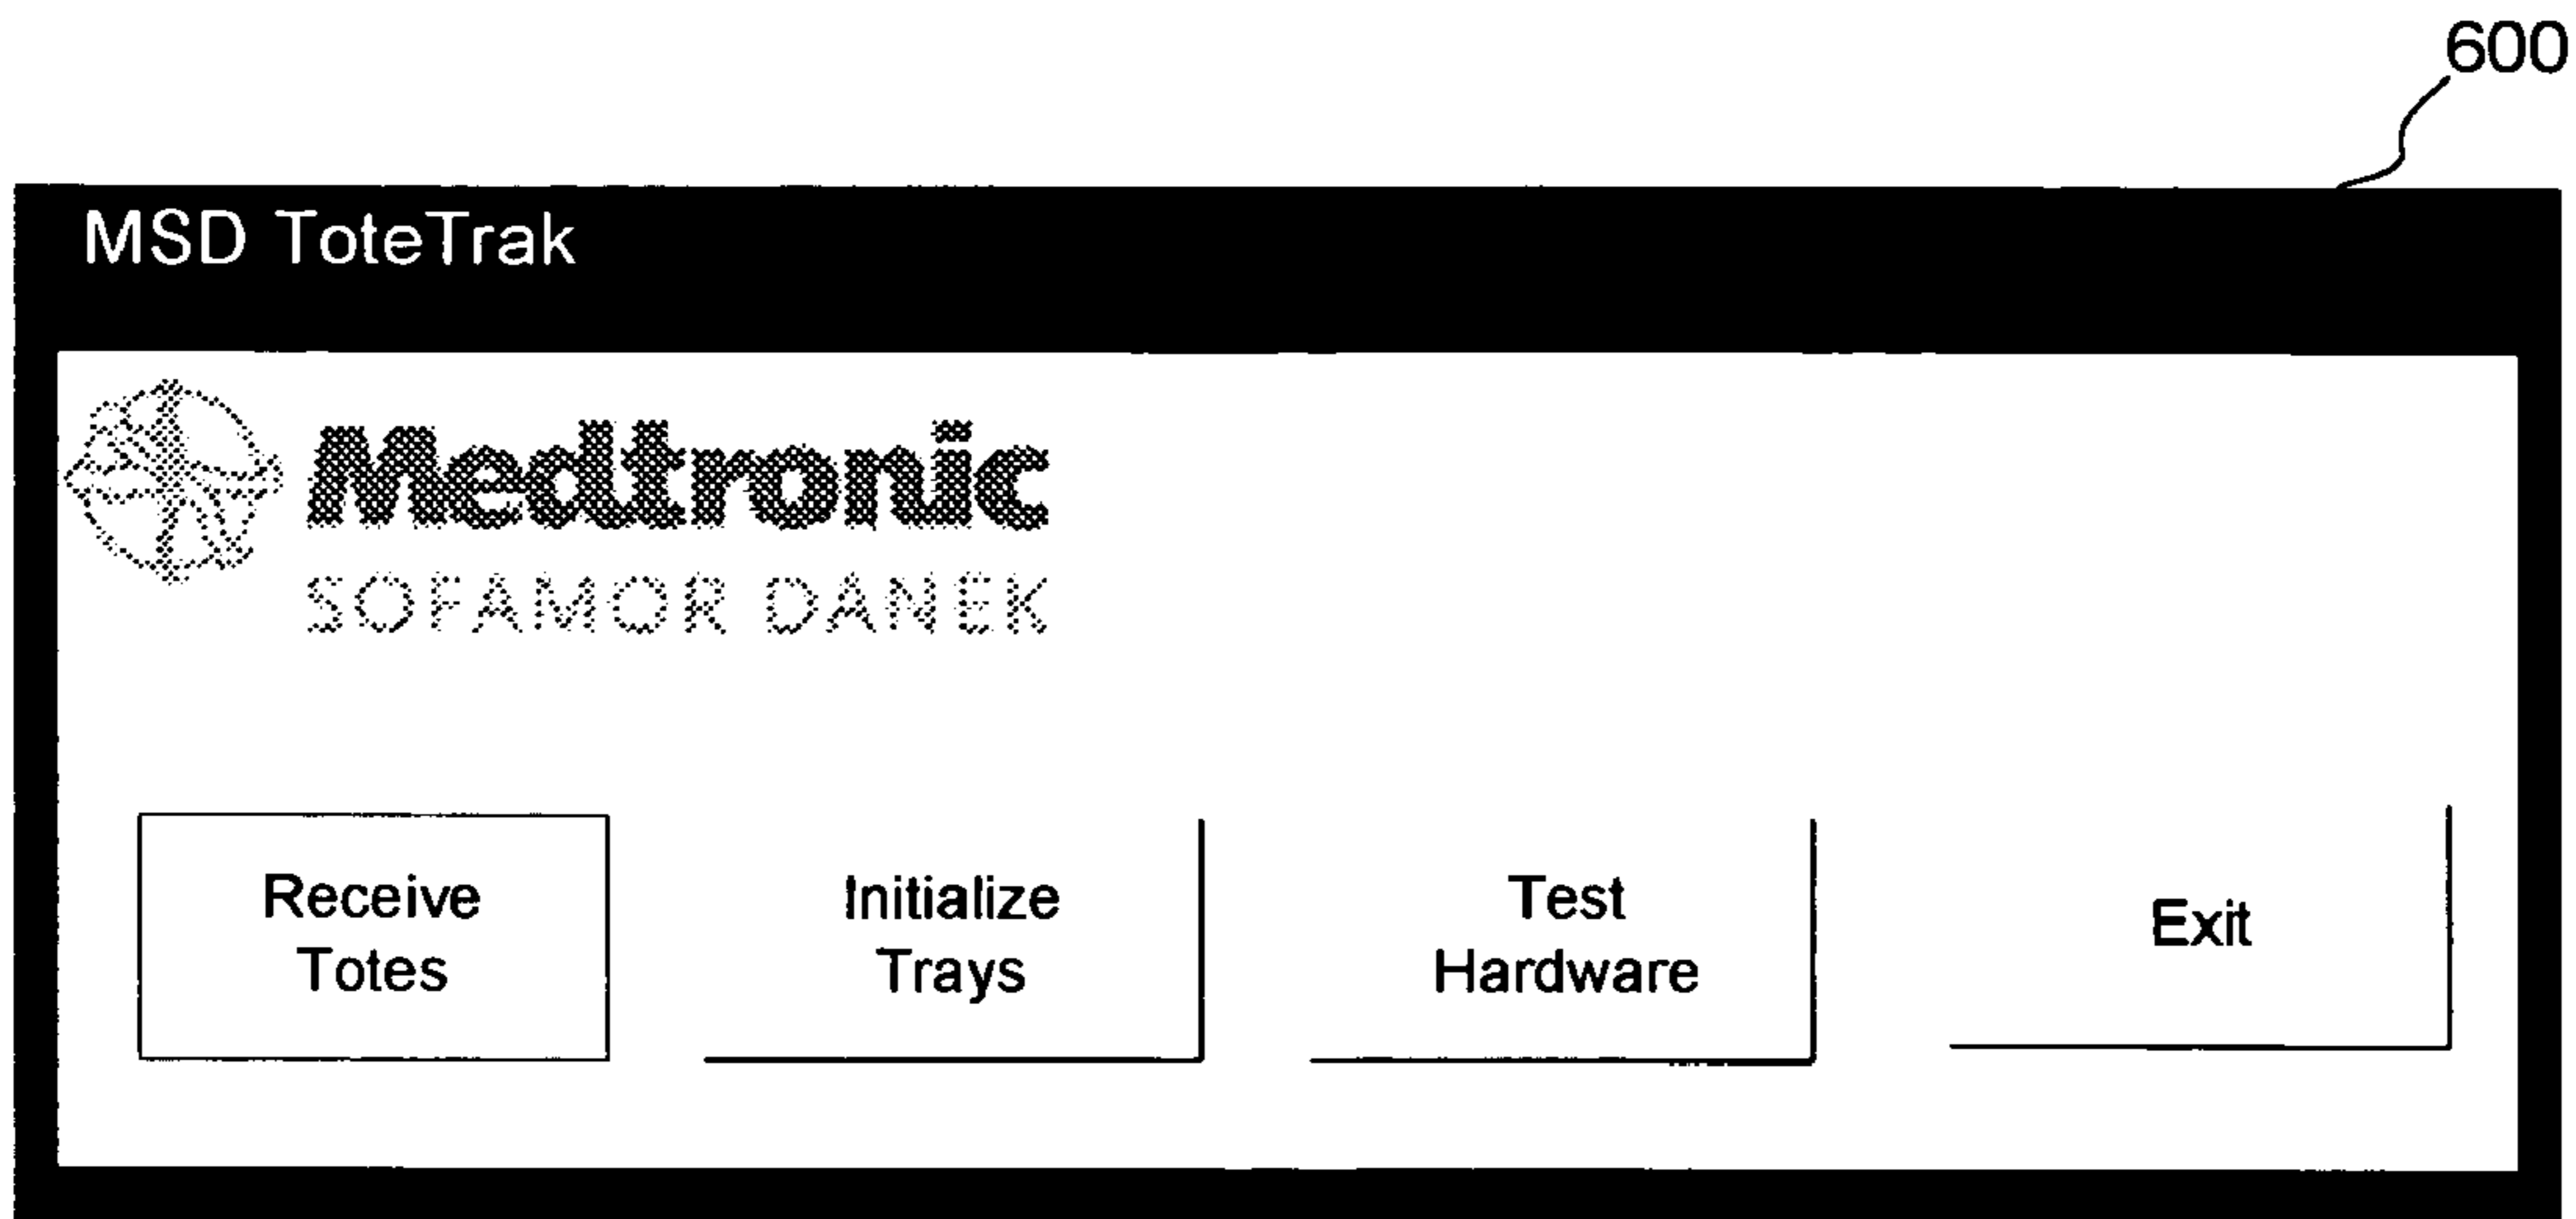 600
MSD ToteTrak
Medtronic
SOFAMOR DANEK
Receive
Totes
Initialize
Trays
Test
Hardware
Exit